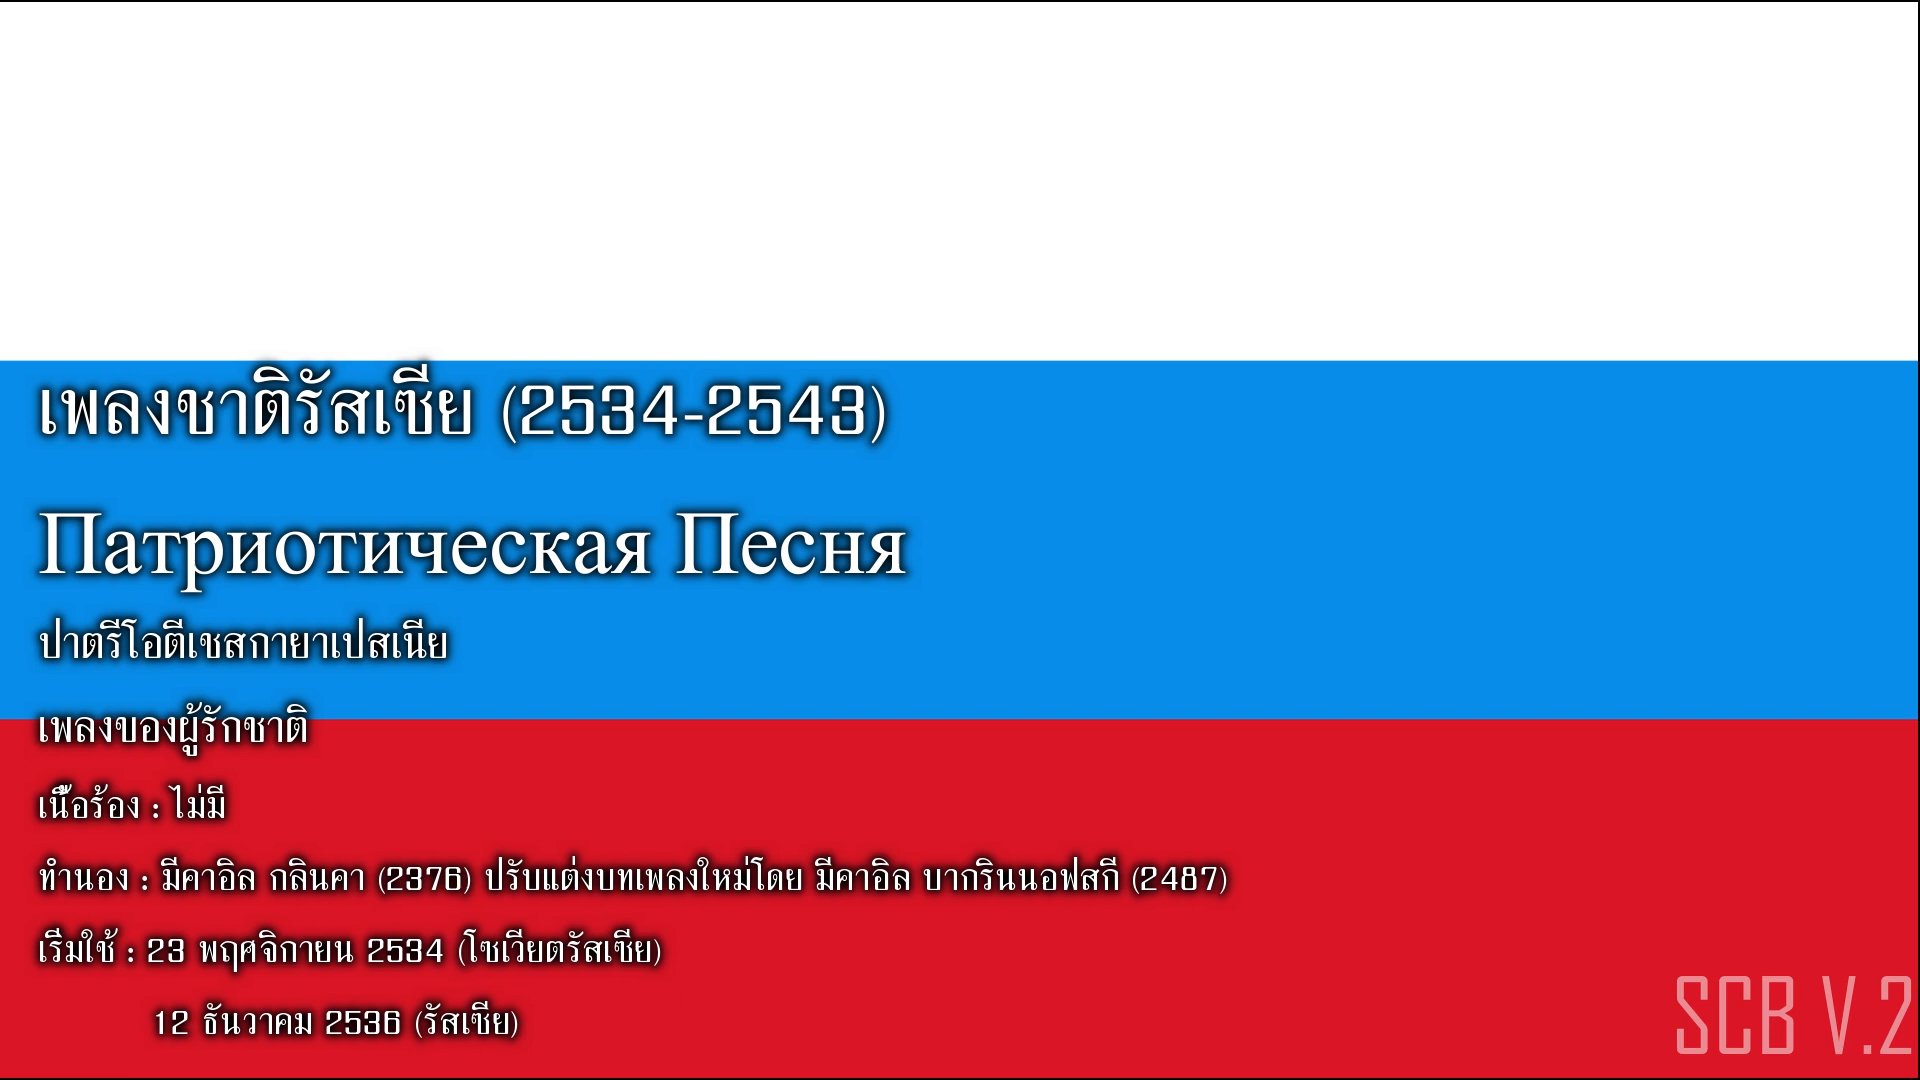 เพลงชาติรัสเซีย (2534-2543)
Патриотическая Песня
ปาตรีโอตีเชสกายาเปสเนีย
เพลงของผู้รักชาติ
เนื้อร้อง : ไม่มี
ทำนอง : มีคาอิล กลินคา (2376) ปรับแต่งบทเพลงใหม่โดย มีคาอิล บากรินนอฟสกี (2487)
เริ่มใช้ : 23 พฤศจิกายน 2534 (โซเวียตรัสเซีย)
12 ธันวาคม 2536 (รัสเซีย)
SCB V.2